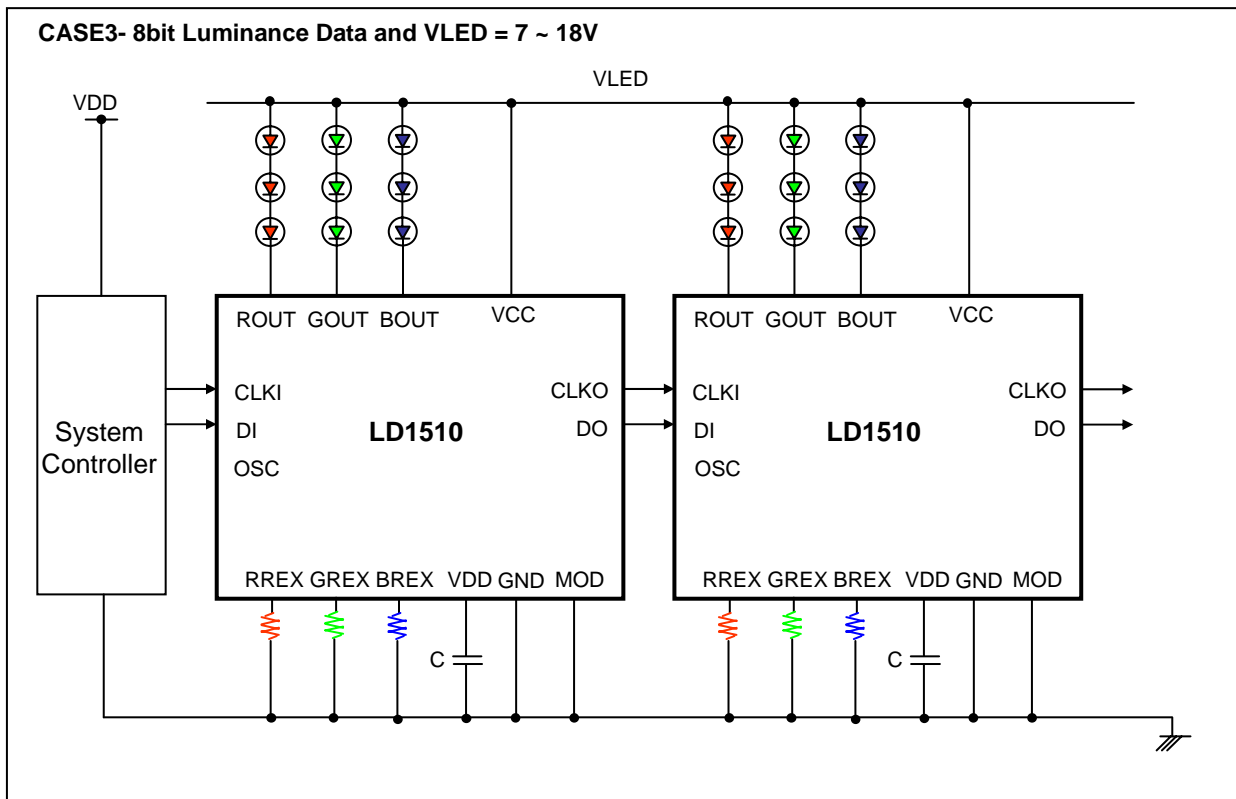 CASE3- 8bit Luminance Data and VLED = 7 ~ 18V
VLED
VDD
ROUT GOUT BOUT VCC
ROUT GOUT BOUT VCC
System
Controller
CLKI
DI
OSC
LD1510
CLKO
DO
CLKI
DI
OSC
LD1510
CLKO
DO
RREX GREX BREX VDD GND MOD
RREX GREX BREX VDD GND MOD
C
C